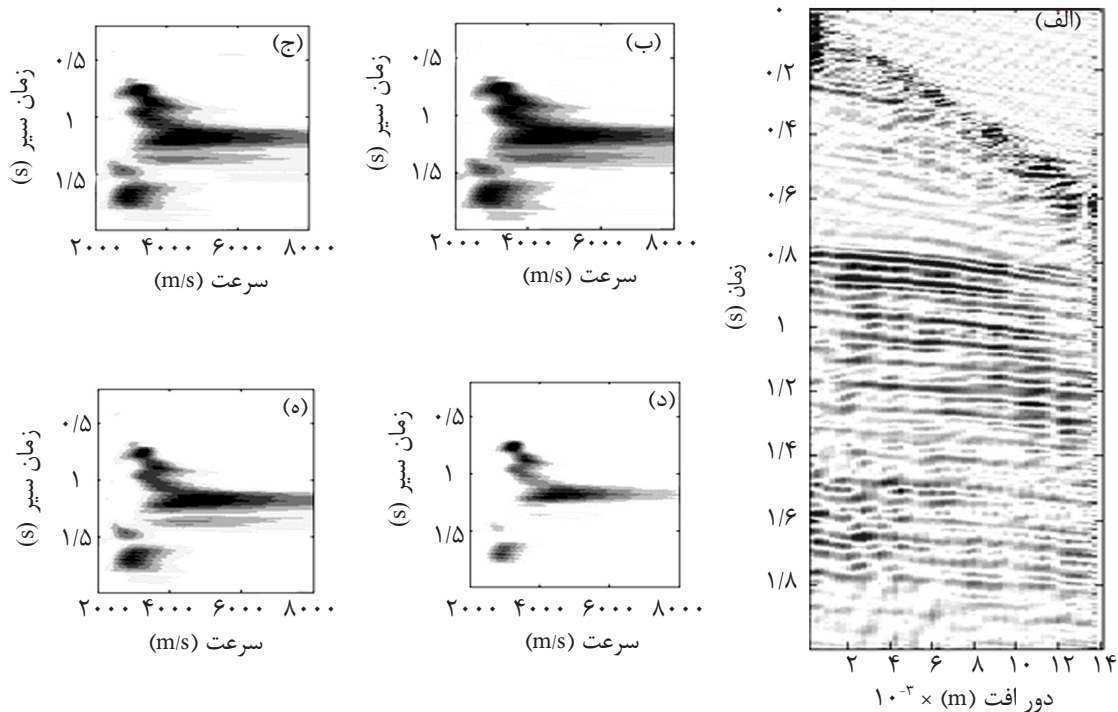 (الف)
۰
۰/۲
۰/۴
۰/۶
۰/۸
۱
۱/۲
۱/۴
۱/۶
۱/۸
زمان (s)
۲ ۴ ۶ ۸ ۱۰ ۱۲ ۱۴
دور افت (m) × ۱۰⁻³
(ب)
۰/۵
۱
۱/۵
زمان سیر (s)
۲۰۰۰ ۴۰۰۰ ۶۰۰۰ ۸۰۰۰
سرعت (m/s)
(ج)
۰/۵
۱
۱/۵
زمان سیر (s)
۲۰۰۰ ۴۰۰۰ ۶۰۰۰ ۸۰۰۰
سرعت (m/s)
(د)
۰/۵
۱
۱/۵
زمان سیر (s)
۲۰۰۰ ۴۰۰۰ ۶۰۰۰ ۸۰۰۰
سرعت (m/s)
(ه)
۰/۵
۱
۱/۵
زمان سیر (s)
۲۰۰۰ ۴۰۰۰ ۶۰۰۰ ۸۰۰۰
سرعت (m/s)